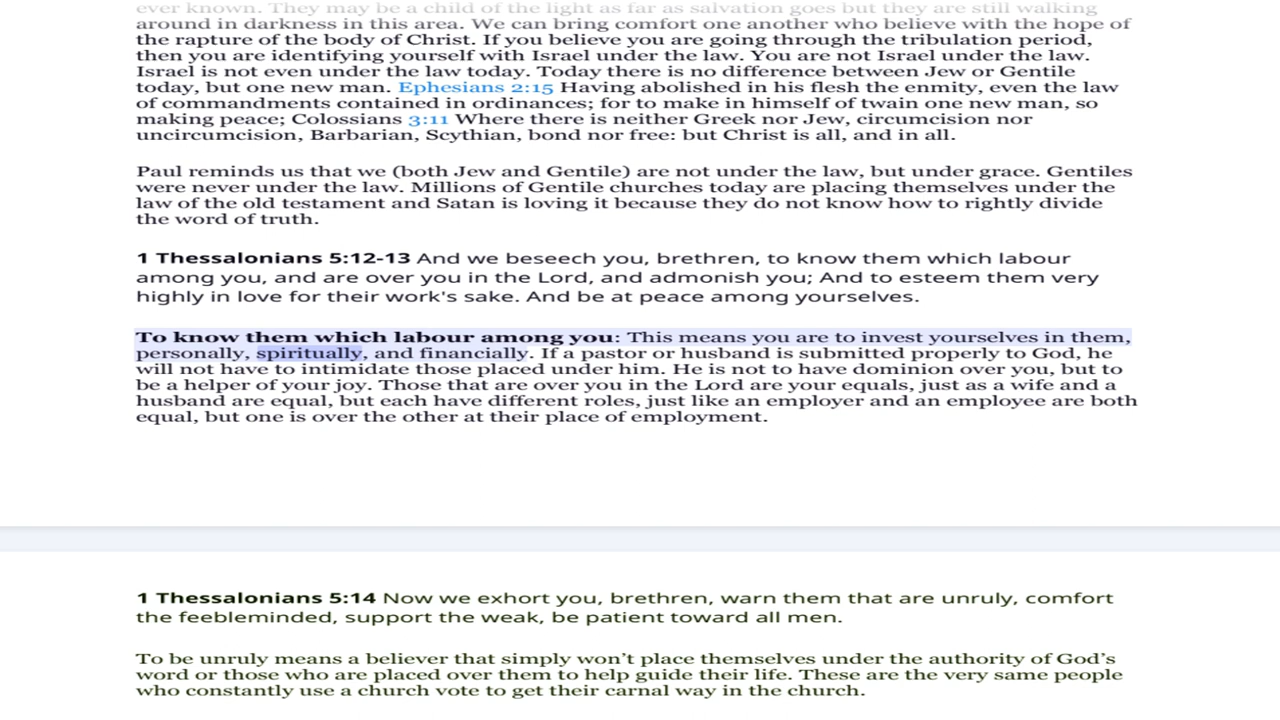 ever known. They may be a child of the light as far as salvation goes but they are still walking
around in darkness in this area. We can bring comfort one another who believe with the hope of
the rapture of the body of Christ. If you believe you are going through the tribulation period,
then you are identifying yourself with Israel under the law. You are not Israel under the law.
Israel is not even under the law today. Today there is no difference between Jew or Gentile
today, but one new man. Ephesians 2:15 Having abolished in his flesh the enmity, even the law
of commandments contained in ordinances; for to make in himself of twain one new man, so
making peace; Colossians 3:11 Where there is neither Greek nor Jew, circumcision nor
uncircumcision, Barbarian, Scythian, bond nor free: but Christ is all, and in all.
Paul reminds us that we (both Jew and Gentile) are not under the law, but under grace. Gentiles
were never under the law. Millions of Gentile churches today are placing themselves under the
law of the old testament and Satan is loving it because they do not know how to rightly divide
the word of truth.
1 Thessalonians 5:12-13 And we beseech you, brethren, to know them which labour
among you, and are over you in the Lord, and admonish you; And to esteem them very
highly in love for their work's sake. And be at peace among yourselves.
To know them which labour among you: This means you are to invest yourselves in them,
personally, spiritually, and financially. If a pastor or husband is submitted properly to God, he
will not have to intimidate those placed under him. He is not to have dominion over you, but to
be a helper of your joy. Those that are over you in the Lord are your equals, just as a wife and a
husband are equal, but each have different roles, just like an employer and an employee are both
equal, but one is over the other at their place of employment.
1 Thessalonians 5:14 Now we exhort you, brethren, warn them that are unruly, comfort
the feebleminded, support the weak, be patient toward all men.
To be unruly means a believer that simply won't place themselves under the authority of God's
word or those who are placed over them to help guide their life. These are the very same people
who constantly use a church vote to get their carnal way in the church.